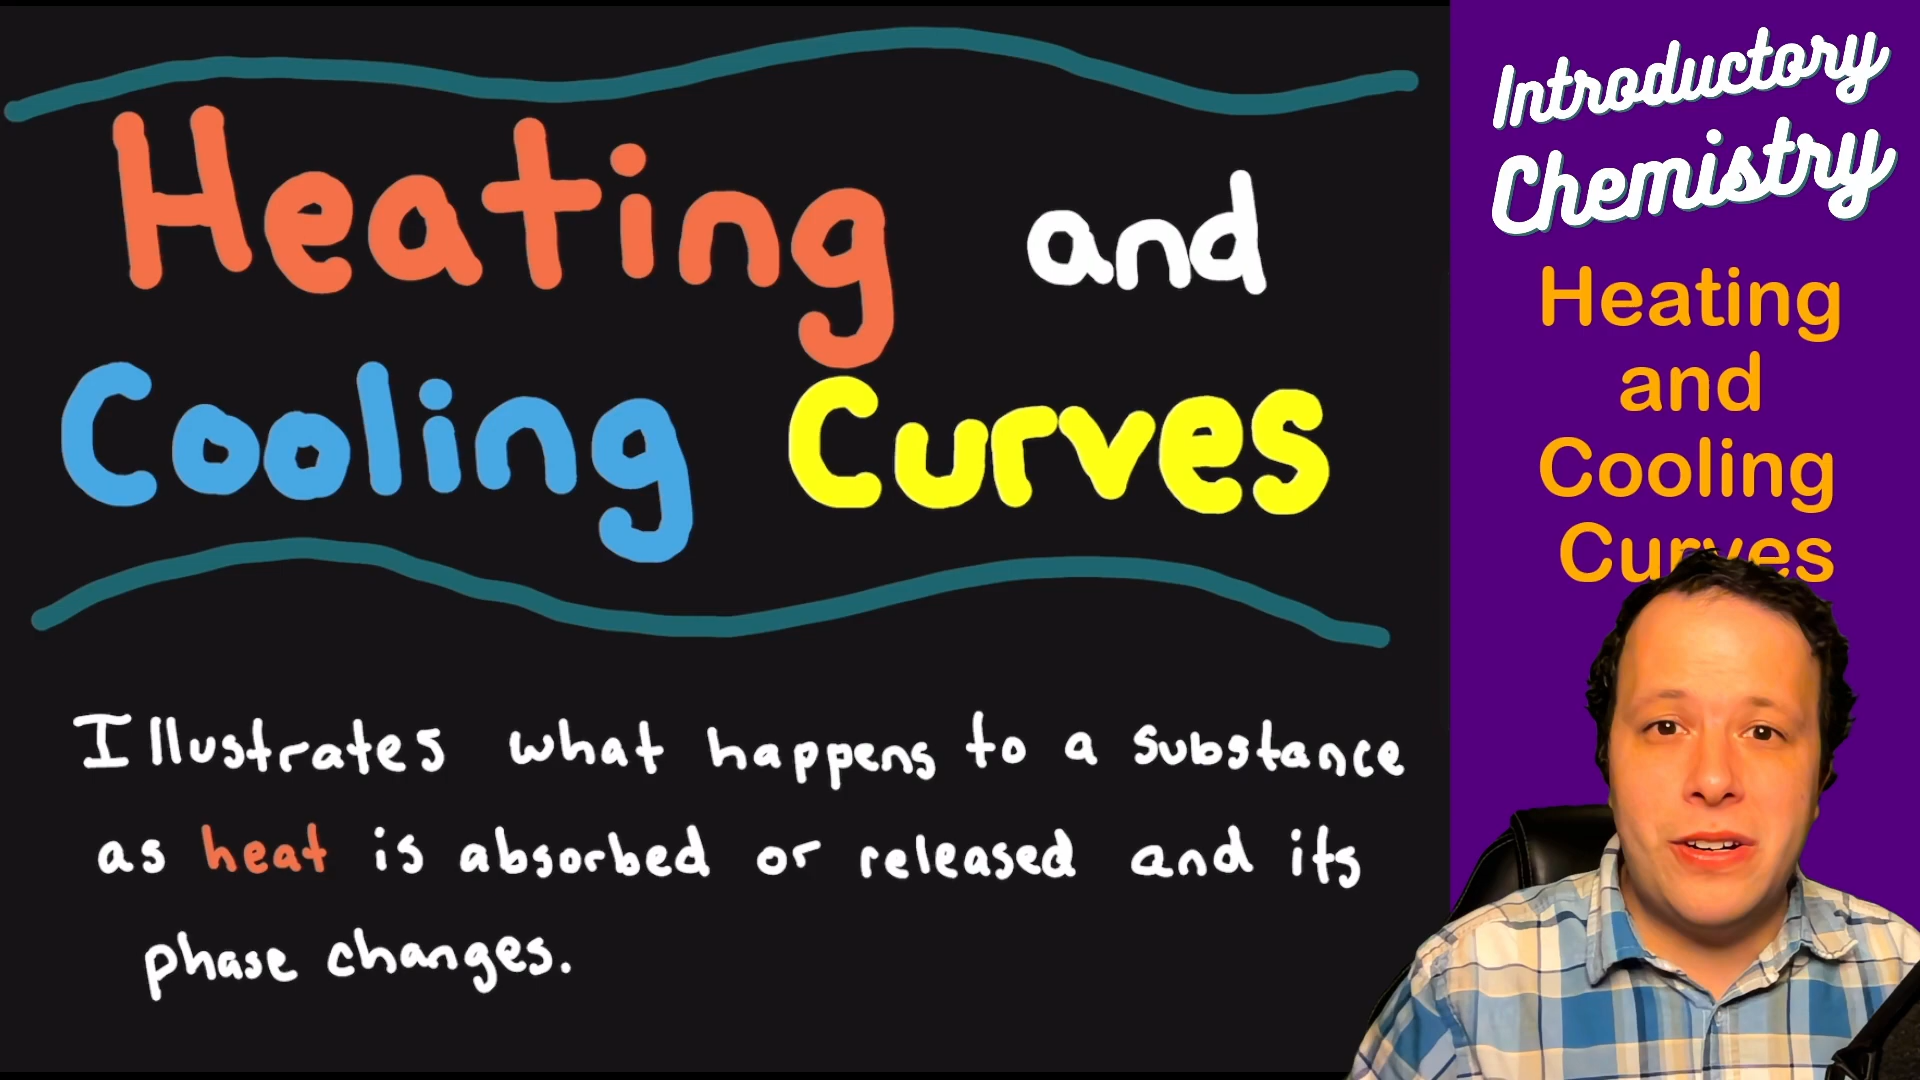 Heating and
Cooling Curves
Illustrates what happens to a substance
as heat is absorbed or released and its
phase changes.
Introductory
Chemistry
Heating
and
Cooling
Curves